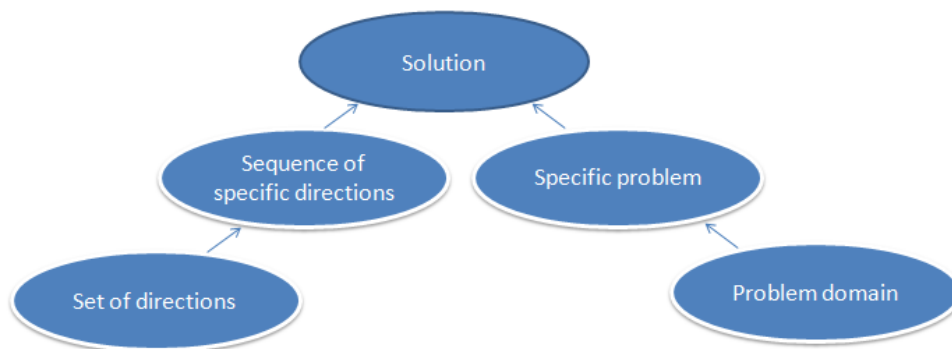 Solution
Sequence of
specific directions
Specific problem
Set of directions
Problem domain